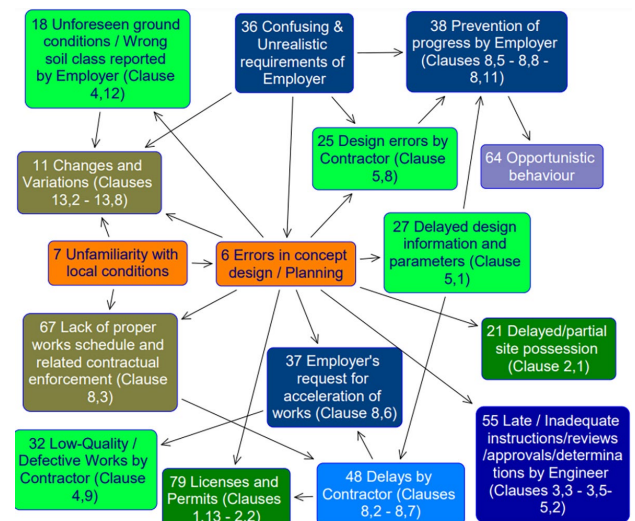 18 Unforeseen ground
conditions / Wrong
soil class reported
by Employer (Clause
4,12)
36 Confusing &
Unrealistic
requirements of
Employer
38 Prevention of
progress by Employer
(Clauses 8,5 - 8,8 -
8,11)
25 Design errors by
Contractor (Clause
5,8)
64 Opportunistic
behaviour
11 Changes and
Variations (Clauses
13,2 - 13,8)
27 Delayed design
information and
parameters (Clause
5,1)
7 Unfamiliarity with
local conditions
6 Errors in concept
design / Planning
67 Lack of proper
works schedule and
related contractual
enforcement (Clause
8,3)
21 Delayed/partial
site possession
(Clause 2,1)
37 Employer's
request for
acceleration of
works (Clause 8,6)
55 Late / Inadequate
instructions/reviews
/approvals/determina
tions by Engineer
(Clauses 3,3 - 3,5-
5,2)
32 Low-Quality /
Defective Works by
Contractor (Clause
4,9)
79 Licenses and
Permits (Clauses
1,13 - 2,2)
48 Delays by
Contractor (Clauses
8,2 - 8,7)